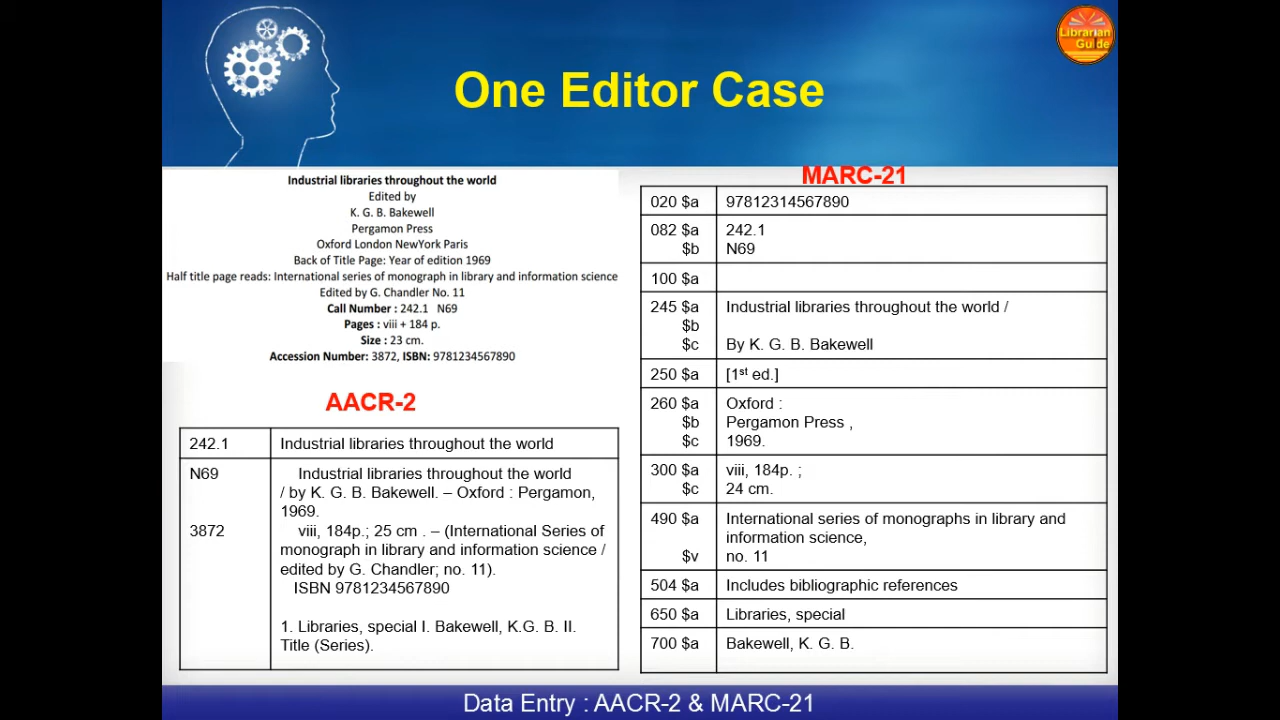 Librarian
Guide
One Editor Case
Industrial libraries throughout the world
Edited by
K. G. B. Bakewell
Pergamon Press
Oxford London NewYork Paris
Back of Title Page: Year of edition 1969
Half title page reads: International series of monograph in library and information science
Edited by G. Chandler No. 11
Call Number : 242.1 N69
Pages : viii + 184 p.
Size : 23 cm.
Accession Number: 3872, ISBN: 9781234567890
AACR-2
242.1 Industrial libraries throughout the world
N69 Industrial libraries throughout the world
/ by K. G. B. Bakewell. – Oxford : Pergamon,
1969.
3872 viii, 184p.; 25 cm . – (International Series of
monograph in library and information science /
edited by G. Chandler; no. 11).
ISBN 9781234567890
1. Libraries, special I. Bakewell, K.G. B. II.
Title (Series).
MARC-21
020 $a 97812314567890
082 $a 242.1
$b N69
100 $a
245 $a Industrial libraries throughout the world /
$b
$c By K. G. B. Bakewell
250 $a [1st ed.]
260 $a Oxford :
$b Pergamon Press ,
$c 1969.
300 $a viii, 184p. ;
$c 24 cm.
490 $a International series of monographs in library and
information science,
$v no. 11
504 $a Includes bibliographic references
650 $a Libraries, special
700 $a Bakewell, K. G. B.
Data Entry : AACR-2 & MARC-21